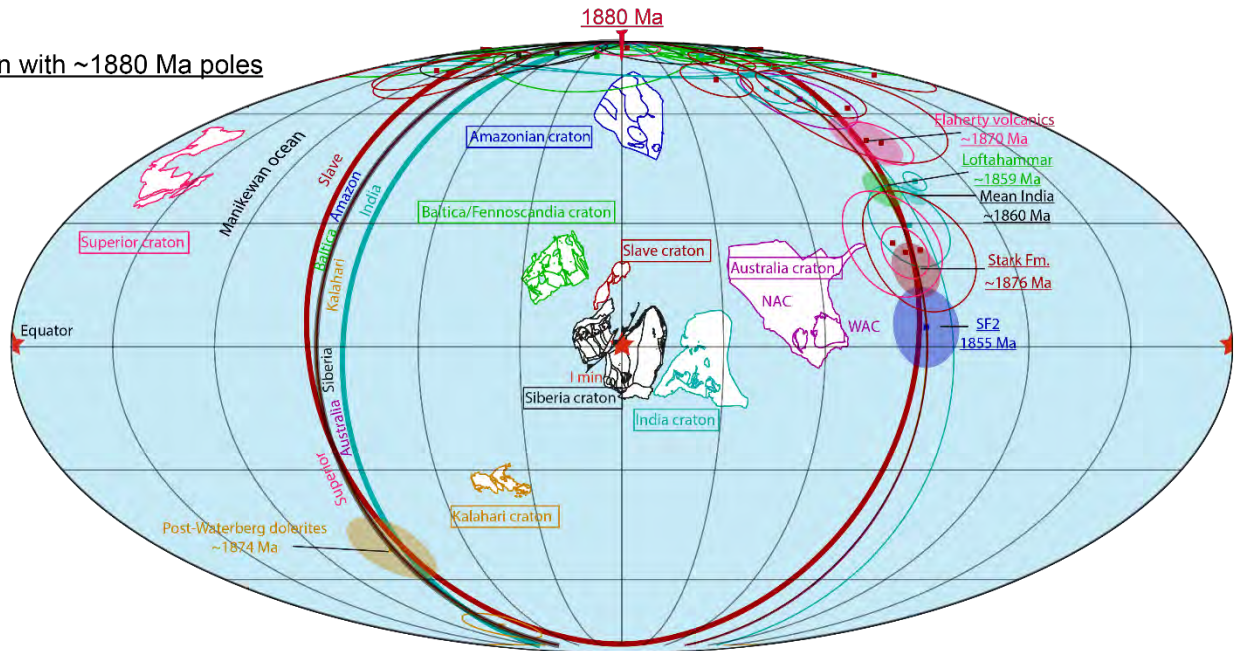 1880 Ma
n with ~1880 Ma poles
Amazonian craton
Flaherty volcanics
~1870 Ma
Manikewan ocean
Slave
Loftahammar
~1859 Ma
Mean India
~1860 Ma
Amazon
India
Baltica/Fennoscandia craton
Superior craton
Baltica
Slave craton
Australia craton
Stark Fm.
~1876 Ma
Kalahari
NAC
WAC
SF2
1855 Ma
Equator
Siberia
I min
Siberia craton
India craton
Australia
Superior
Kalahari craton
Post-Waterberg dolerites
~1874 Ma